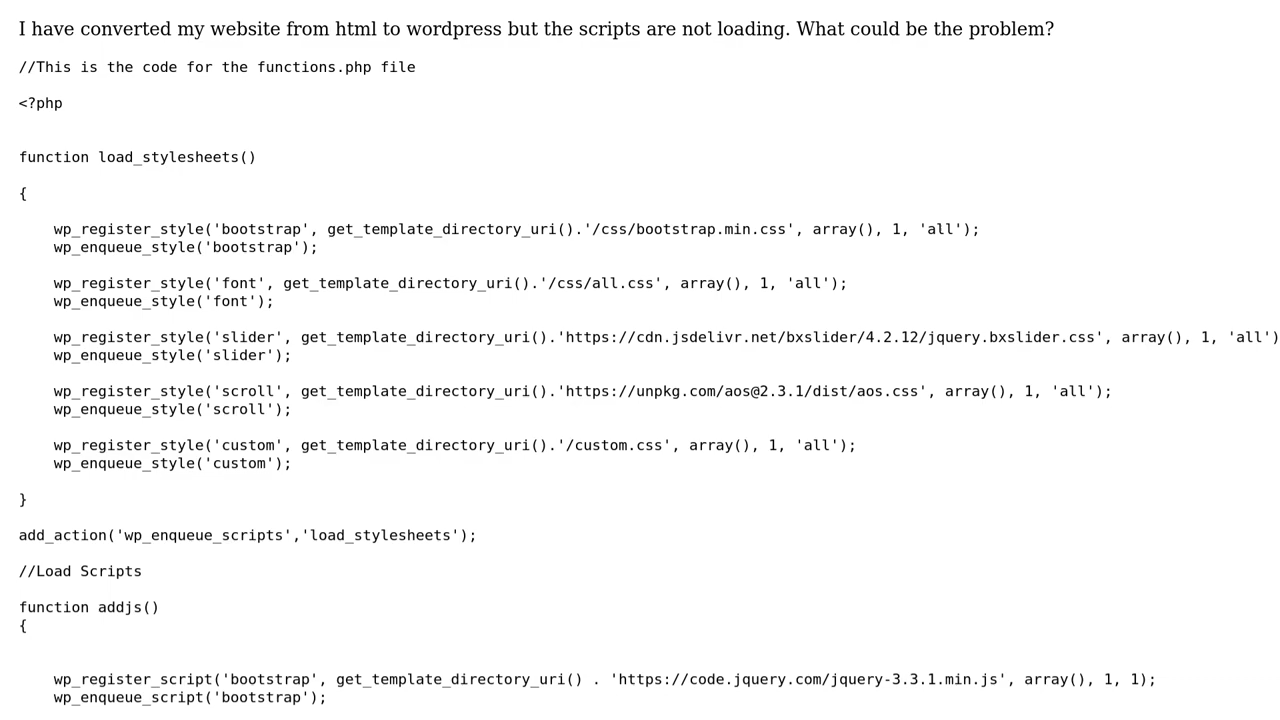 I have converted my website from html to wordpress but the scripts are not loading. What could be the problem?
//This is the code for the functions.php file
<?php
function load_stylesheets()
{
wp_register_style('bootstrap', get_template_directory_uri().'/css/bootstrap.min.css', array(), 1, 'all');
wp_enqueue_style('bootstrap');
wp_register_style('font', get_template_directory_uri().'/css/all.css', array(), 1, 'all');
wp_enqueue_style('font');
wp_register_style('slider', get_template_directory_uri().'https://cdn.jsdelivr.net/bxslider/4.2.12/jquery.bxslider.css', array(), 1, 'all')
wp_enqueue_style('slider');
wp_register_style('scroll', get_template_directory_uri().'https://unpkg.com/aos@2.3.1/dist/aos.css', array(), 1, 'all');
wp_enqueue_style('scroll');
wp_register_style('custom', get_template_directory_uri().'/custom.css', array(), 1, 'all');
wp_enqueue_style('custom');
}
add_action('wp_enqueue_scripts','load_stylesheets');
//Load Scripts
function addjs()
{
wp_register_script('bootstrap', get_template_directory_uri() . 'https://code.jquery.com/jquery-3.3.1.min.js', array(), 1, 1);
wp_enqueue_script('bootstrap');